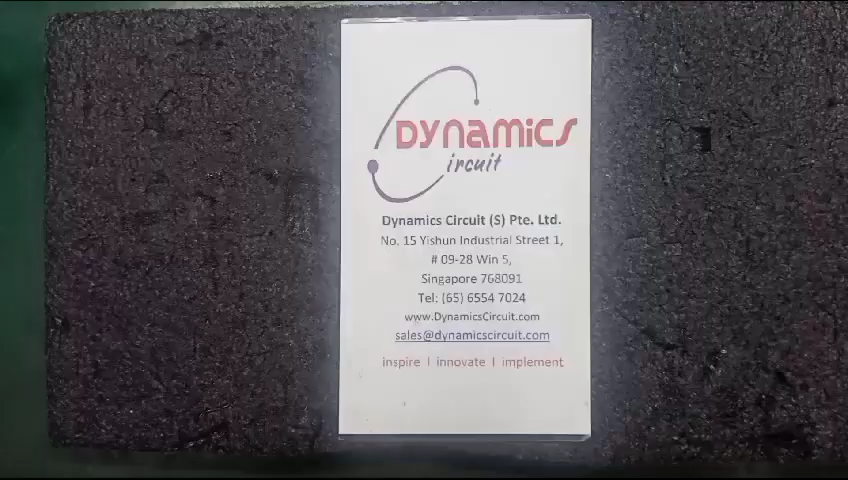 DYNAMICS
ircuit
Dynamics Circuit (S) Pte. Ltd.
No. 15 Yishun Industrial Street 1,
# 09-28 Win 5,
Singapore 768091
Tel: (65) 6554 7024
www.DynamicsCircuit.com
sales@dynamicscircuit.com
inspire I innovate I implement